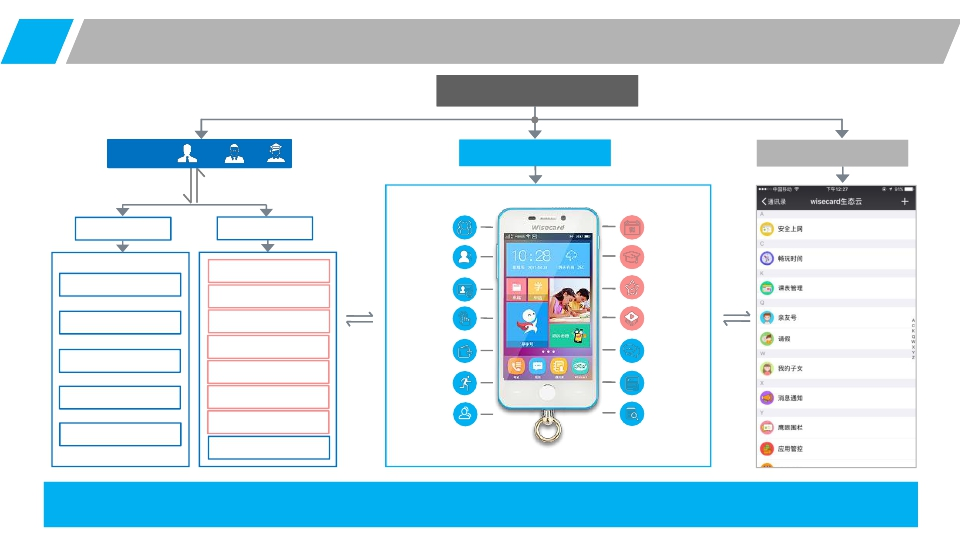 Wisecard
10:28
中国移动
下午12:27
91%
通讯录
wisecard生态云
A
安全上网
C
畅玩时间
K
课表管理
Q
亲友号
请假
W
我的子女
X
消息通知
Y
鹰眼围栏
应用管控
A
C
K
Q
W
X
Y
Z